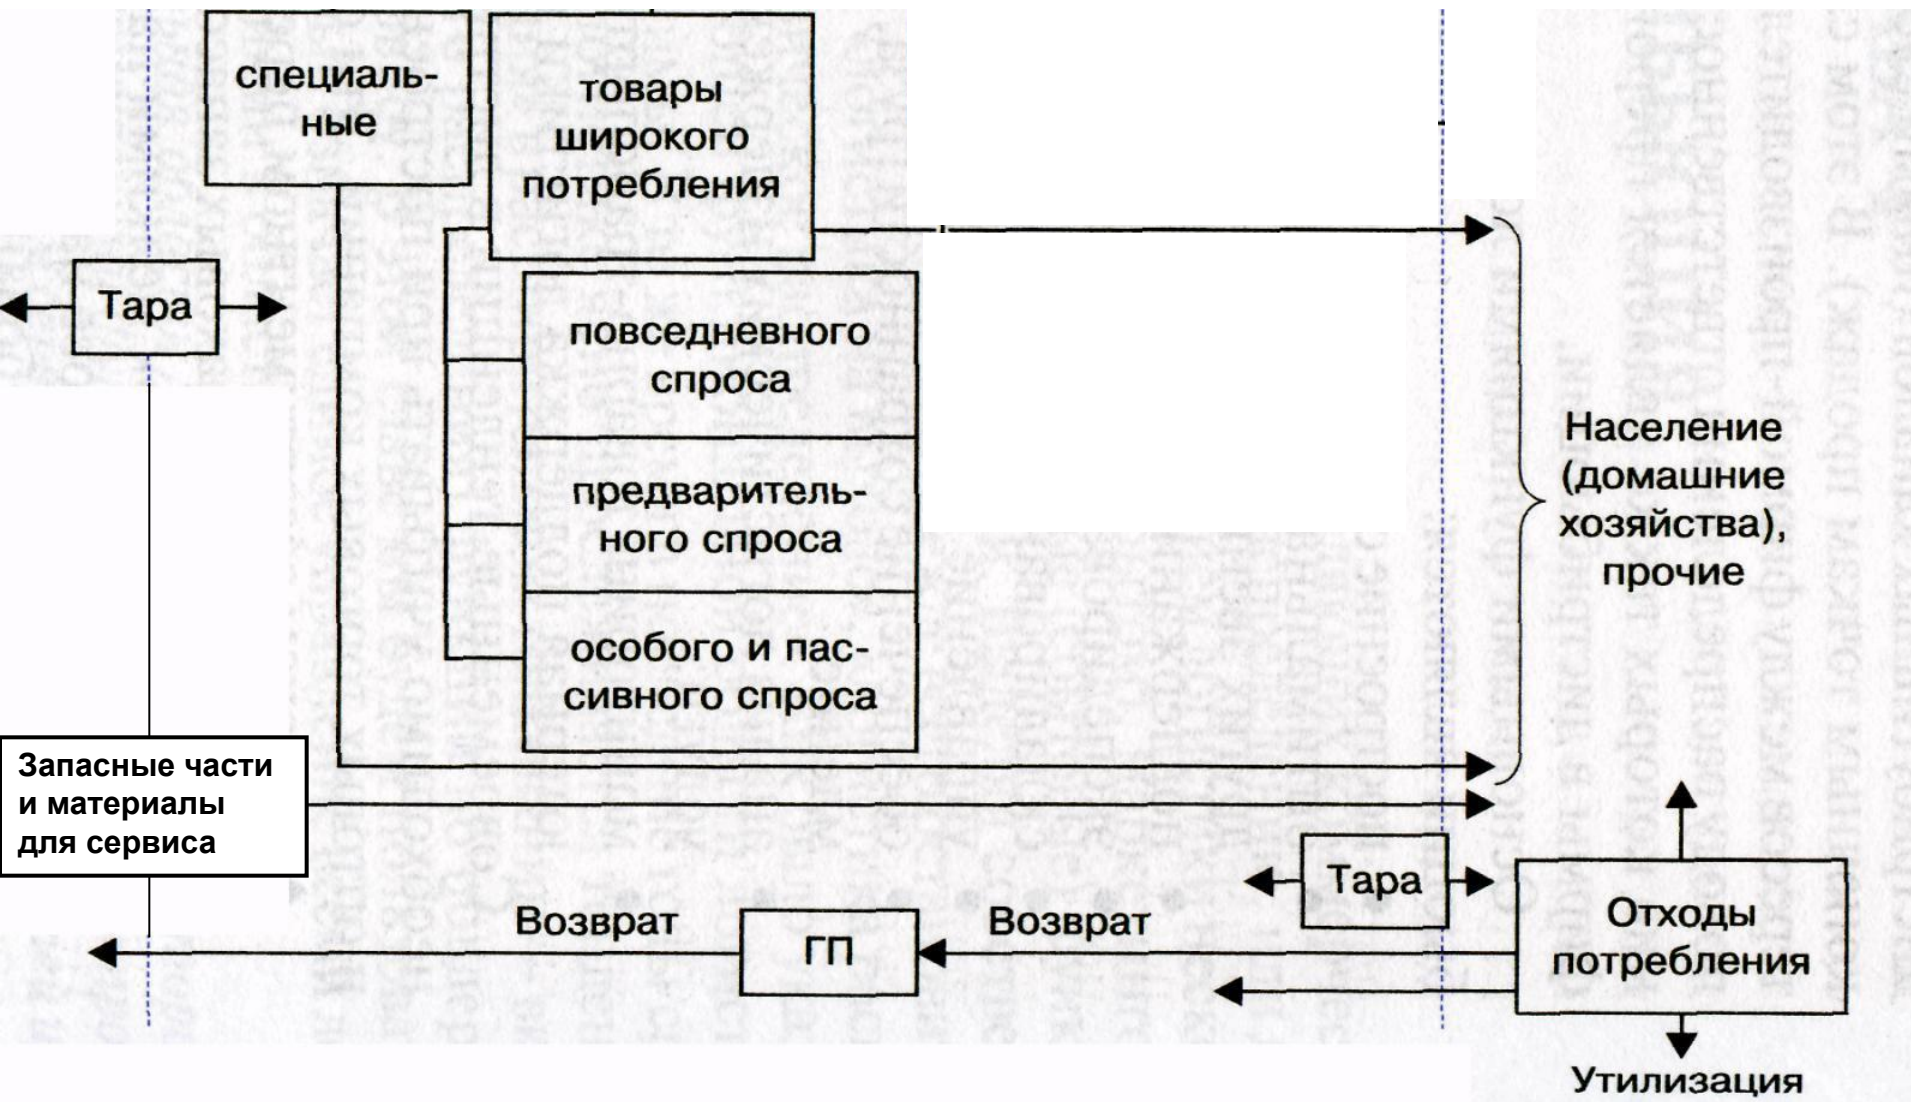 специаль-
ные
товары
широкого
потребления
Тара
повседневного
спроса
предваритель-
ного спроса
особого и пас-
сивного спроса
Население
(домашние
хозяйства),
прочие
Запасные части
и материалы
для сервиса
Тара
Возврат
ГП
Возврат
Отходы
потребления
Утилизация